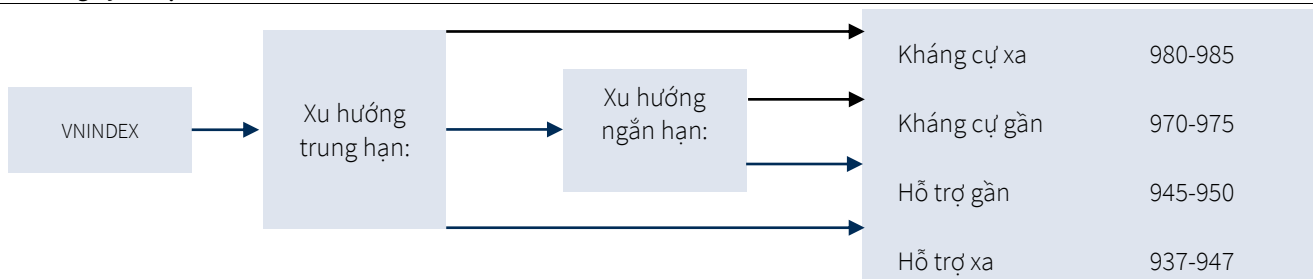 VNINDEX
Xu hướng
trung hạn:
Xu hướng
ngắn hạn:
Kháng cự xa 980-985
Kháng cự gần 970-975
Hỗ trợ gần 945-950
Hỗ trợ xa 937-947